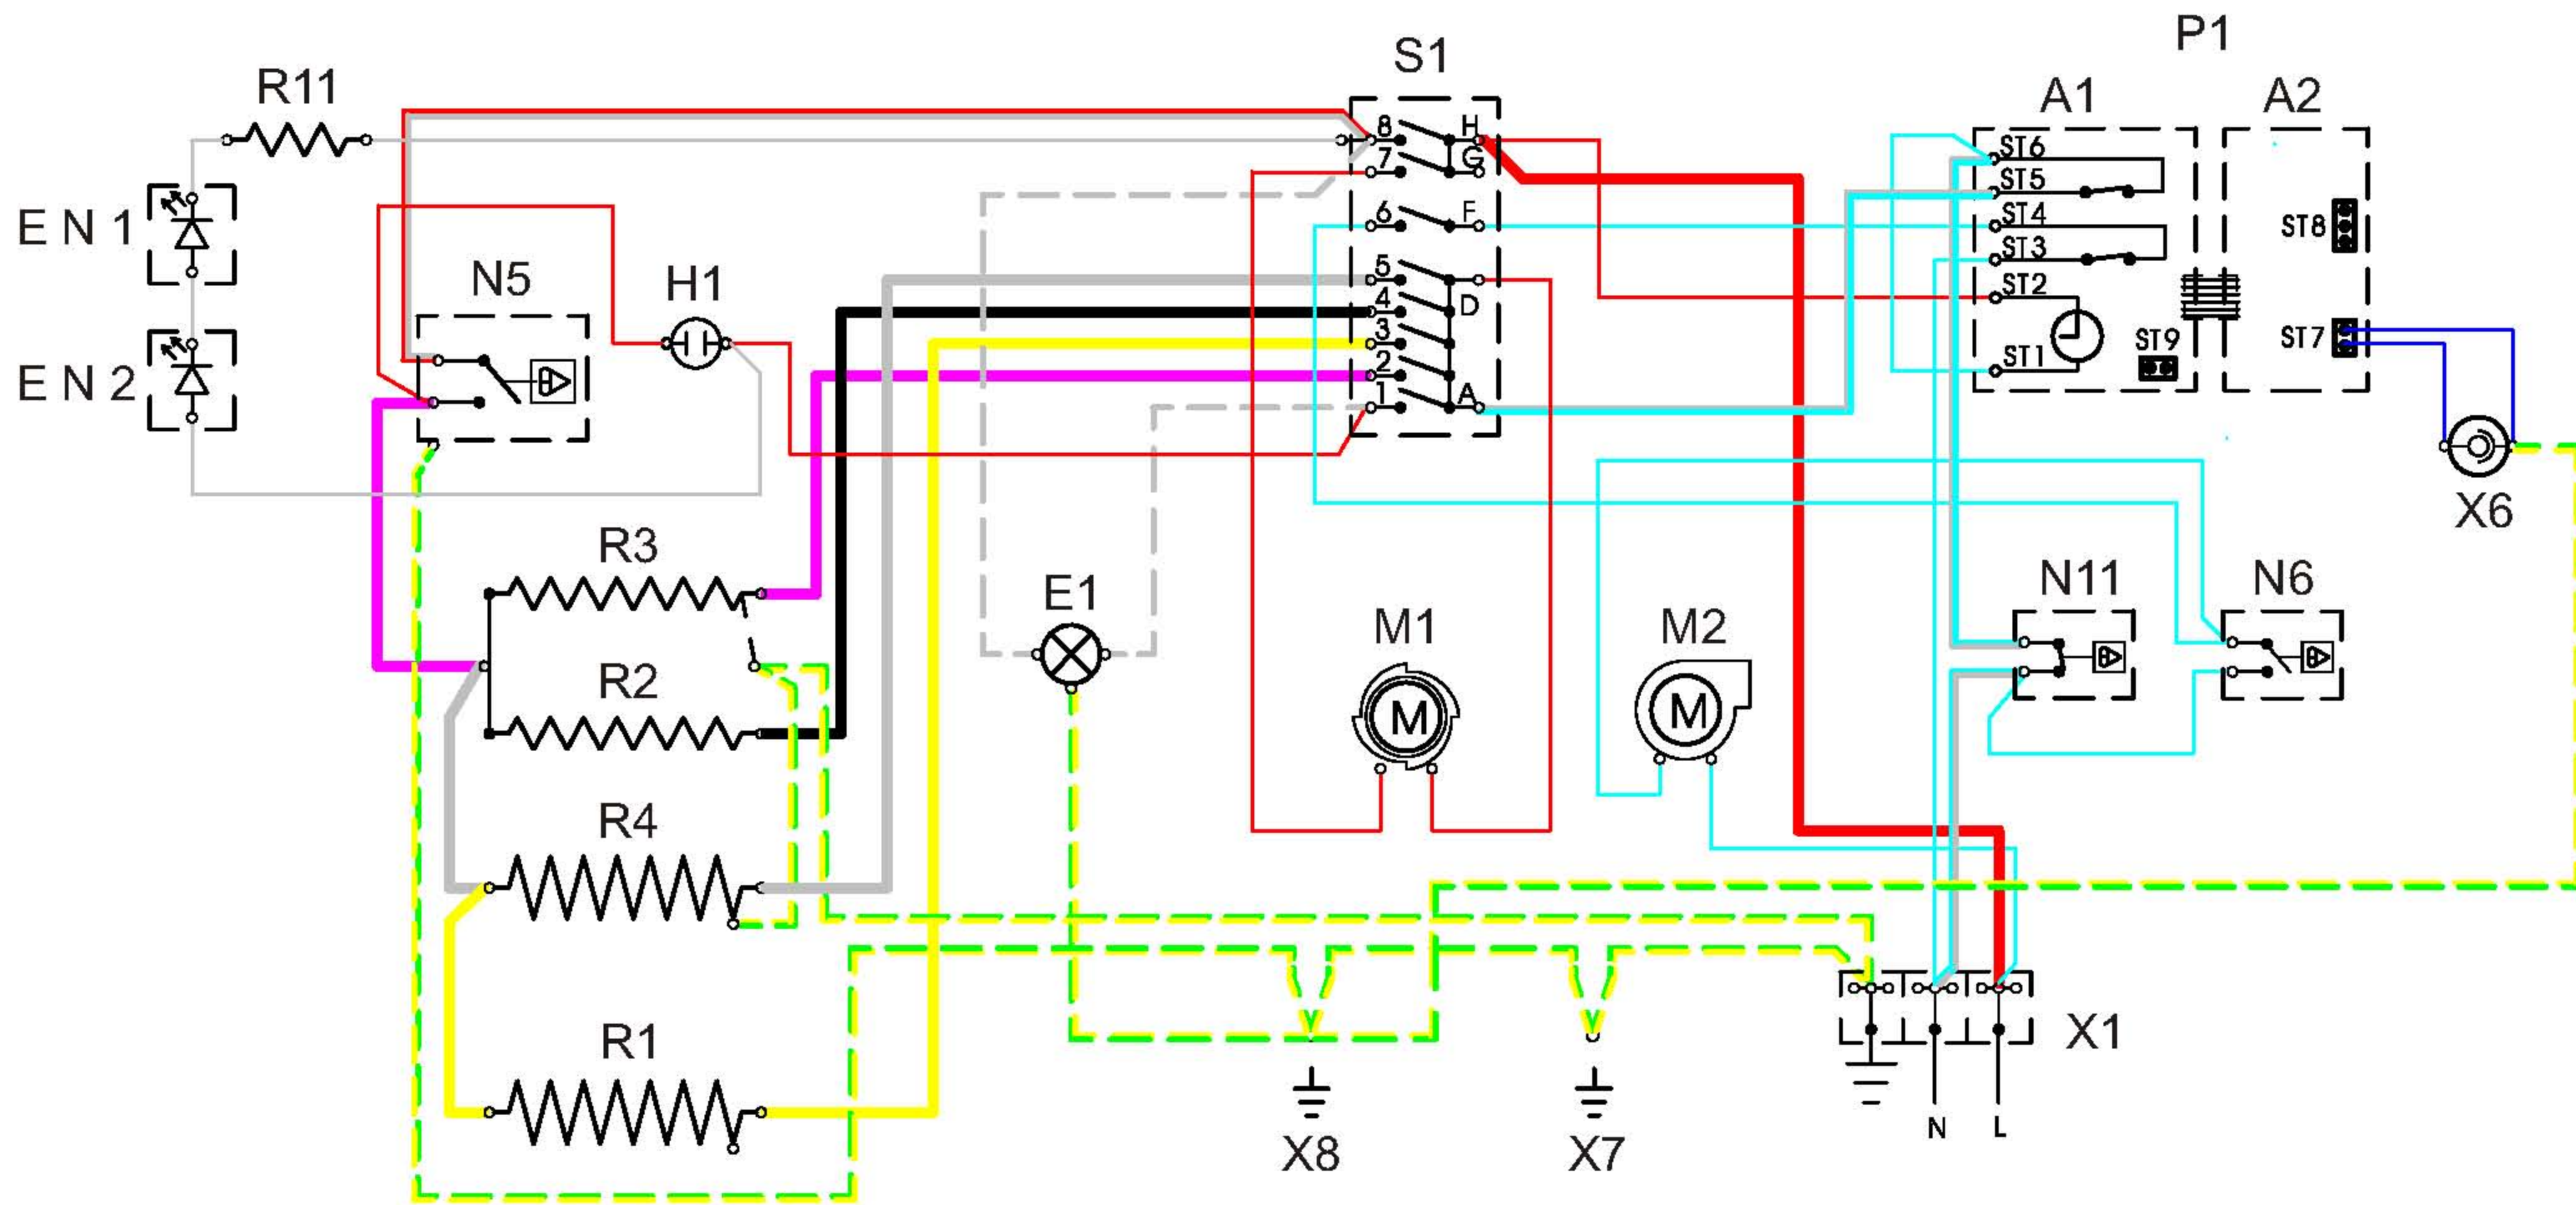 P1
S1
R11
A1
A2
8
H
7
G
ST6
ST5
EN1
6
F
ST4
ST8
ST3
N5
H1
5
ST2
4
D
3
ST9
ST7
EN2
2
ST1
1
A
X6
R3
E1
N11
N6
M1
M2
R2
M
M
R4
R1
X1
X8
X7
N
L